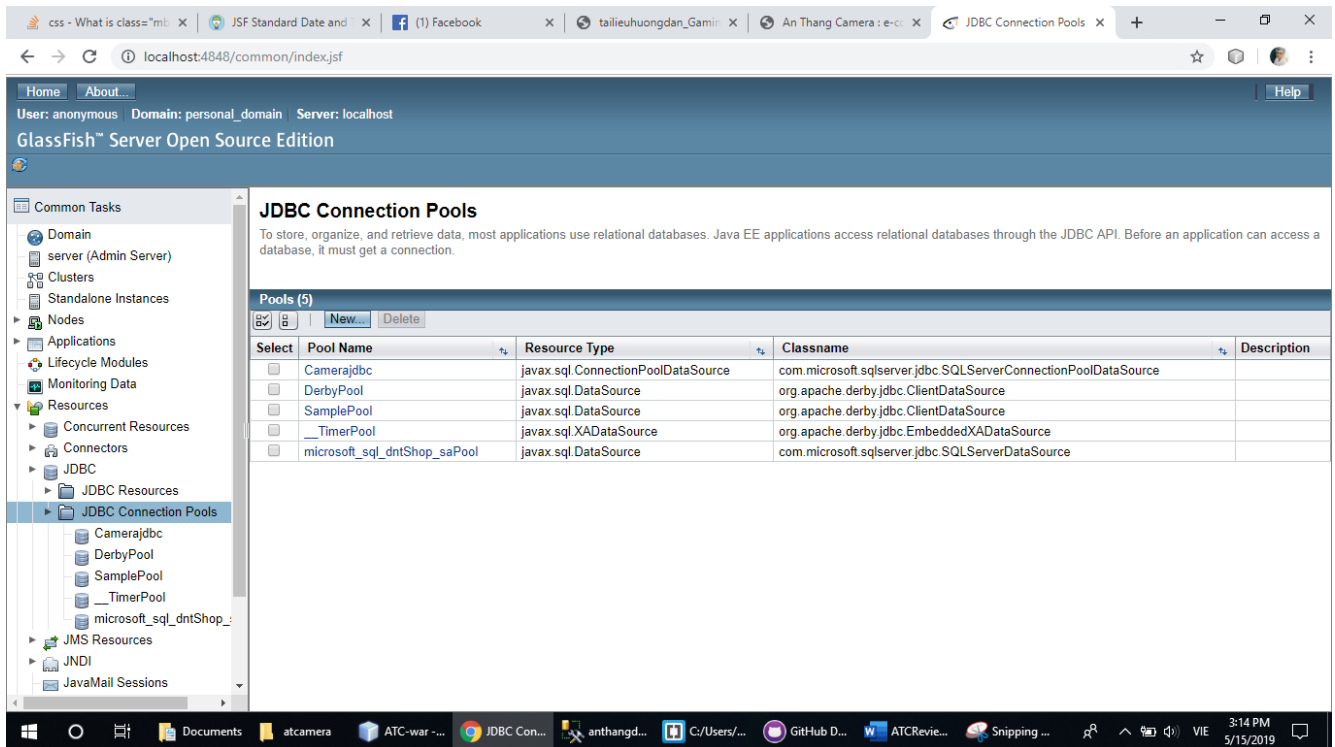 css - What is class="mb
JSF Standard Date and
(1) Facebook
tailieuhuongdan_Gamin
An Thang Camera : e-cc
JDBC Connection Pools
localhost:4848/common/index.jsf
Home About... Help
User: anonymous Domain: personal_domain Server: localhost
GlassFish™ Server Open Source Edition
Common Tasks
Domain
server (Admin Server)
Clusters
Standalone Instances
Nodes
Applications
Lifecycle Modules
Monitoring Data
Resources
Concurrent Resources
Connectors
JDBC
JDBC Resources
JDBC Connection Pools
Camerajdbc
DerbyPool
SamplePool
__TimerPool
microsoft_sql_dntShop_
JMS Resources
JNDI
JavaMail Sessions
JDBC Connection Pools
To store, organize, and retrieve data, most applications use relational databases. Java EE applications access relational databases through the JDBC API. Before an application can access a
database, it must get a connection.
Pools (5)
New... Delete
Select Pool Name Resource Type Classname Description
Camerajdbc javax.sql.ConnectionPoolDataSource com.microsoft.sqlserver.jdbc.SQLServerConnectionPoolDataSource
DerbyPool javax.sql.DataSource org.apache.derby.jdbc.ClientDataSource
SamplePool javax.sql.DataSource org.apache.derby.jdbc.ClientDataSource
__TimerPool javax.sql.XADataSource org.apache.derby.jdbc.EmbeddedXADataSource
microsoft_sql_dntShop_saPool javax.sql.DataSource com.microsoft.sqlserver.jdbc.SQLServerDataSource
Documents
atcamera
ATC-war -...
JDBC Con...
anthangd...
C:/Users/...
GitHub D...
ATCRevie...
Snipping ...
VIE
3:14 PM
5/15/2019